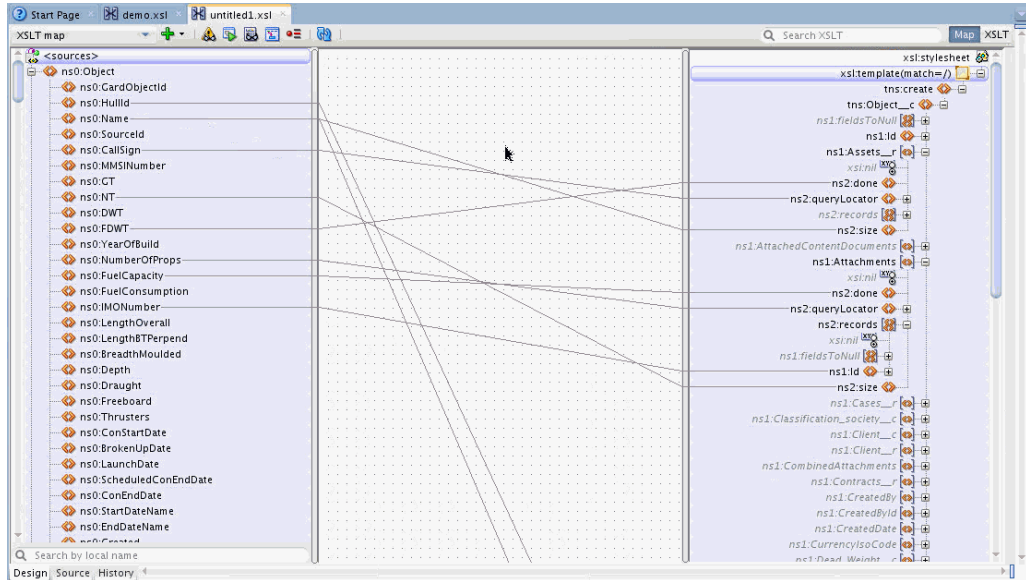 Start Page
demo.xsl
untitled1.xsl
XSLT map
Search XSLT
Map
XSLT
<sources>
ns0:Object
ns0:CardObjectId
ns0:HullId
ns0:Name
ns0:SourceId
ns0:CallSign
ns0:MMSINumber
ns0:GT
ns0:NT
ns0:DWT
ns0:FDWT
ns0:YearOfBuild
ns0:NumberOfProps
ns0:FuelCapacity
ns0:FuelConsumption
ns0:IMONumber
ns0:LengthOverall
ns0:LengthBTPerpend
ns0:BreadthMoulded
ns0:Depth
ns0:Draught
ns0:Freeboard
ns0:Thrusters
ns0:ConStartDate
ns0:BrokenUpDate
ns0:LaunchDate
ns0:ScheduledConEndDate
ns0:ConEndDate
ns0:StartDateName
ns0:EndDateName
ns0:Created
Search by local name
xsl:stylesheet
xsl:template(match=/)
tns:create
tns:Object__c
ns1:fieldsToNull
ns1:Id
ns1:Assets__r
xsi:nil
ns2:done
ns2:queryLocator
ns2:records
ns2:size
ns1:AttachedContentDocuments
ns1:Attachments
xsi:nil
ns2:done
ns2:queryLocator
ns2:records
xsi:nil
ns1:fieldsToNull
ns1:Id
ns2:size
ns1:Cases__r
ns1:Classification_society__c
ns1:Client__c
ns1:Client__r
ns1:CombinedAttachments
ns1:Contracts__r
ns1:CreatedBy
ns1:CreatedById
ns1:CreatedDate
ns1:CurrencyIsoCode
ns1:Dead_Weight__c
Design Source History